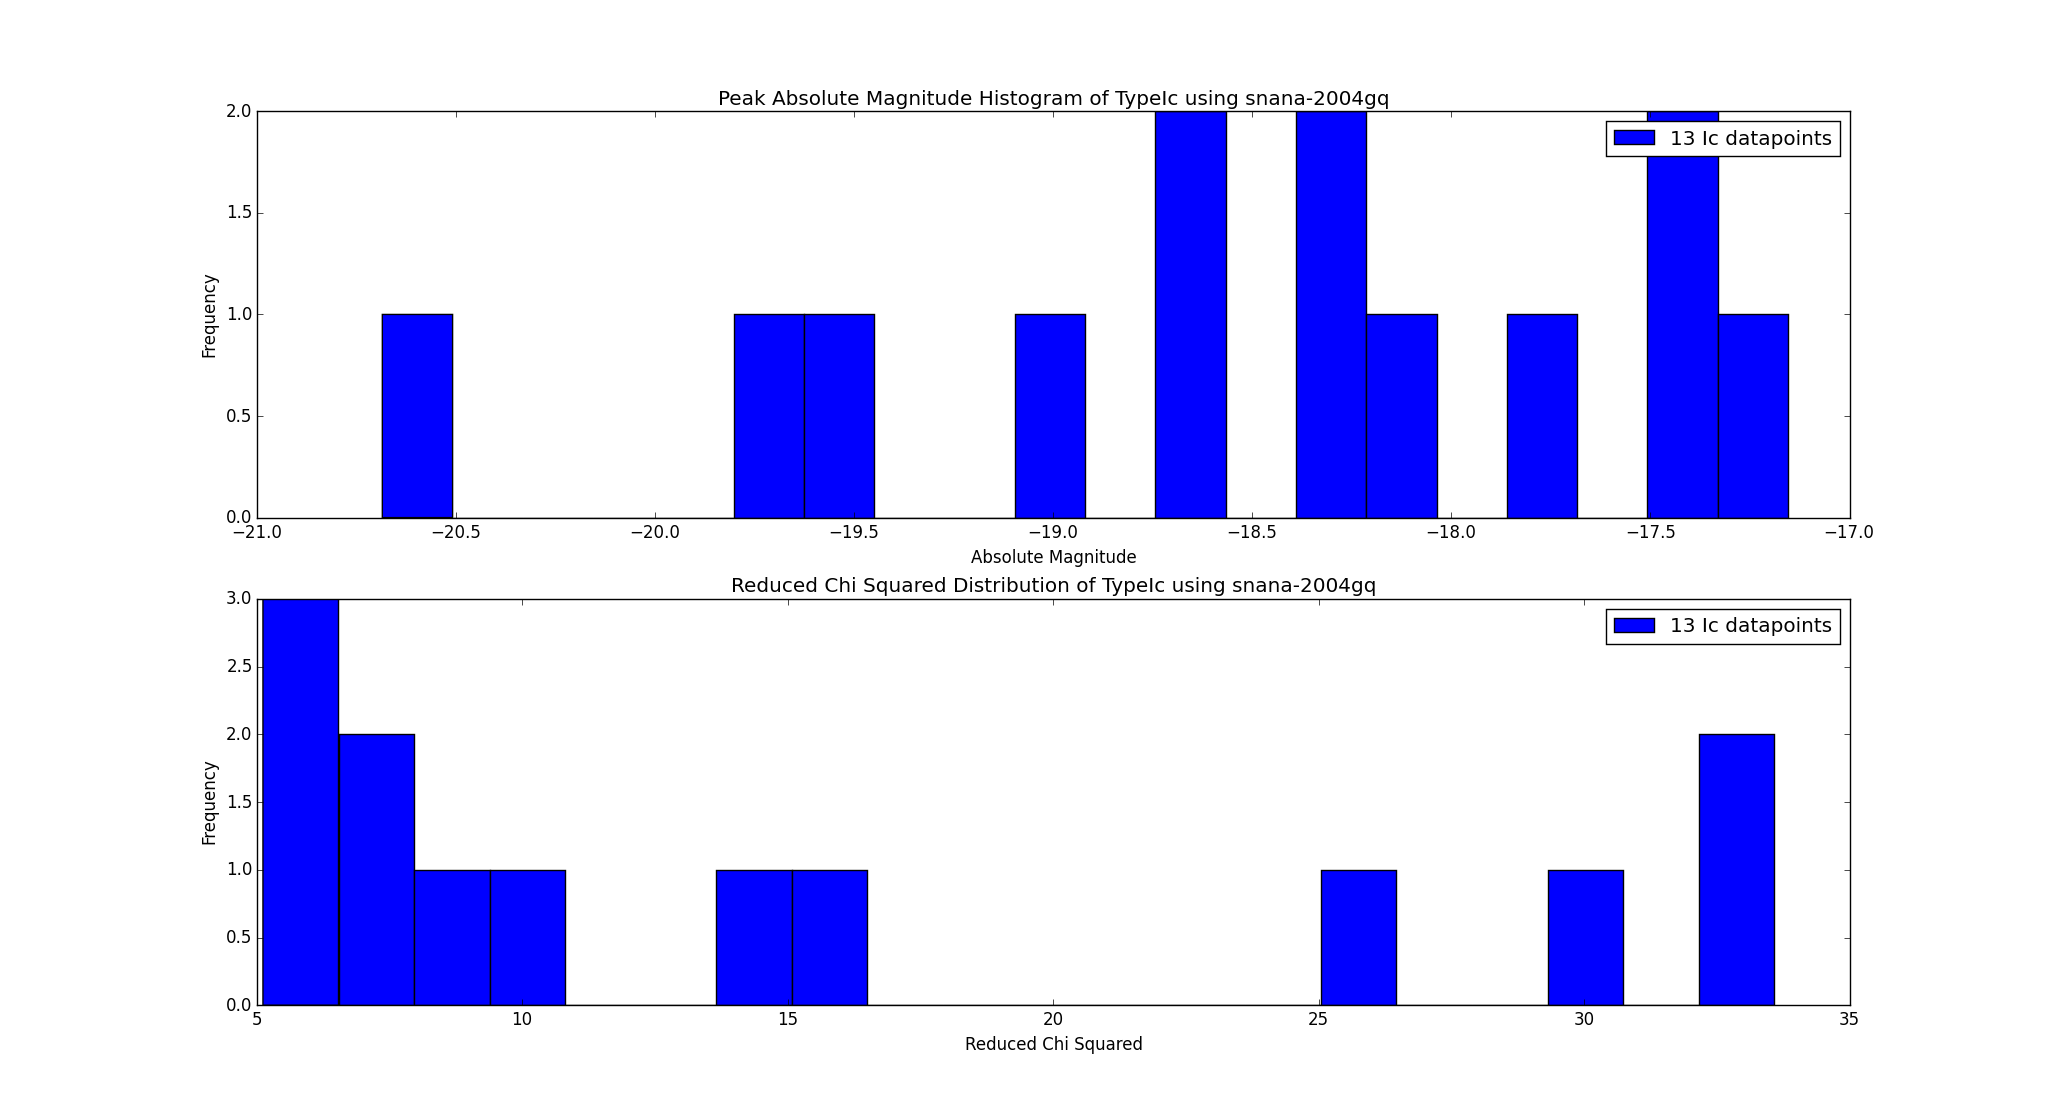 Peak Absolute Magnitude Histogram of TypeIc using snana-2004gq
2.0
1.5
1.0
0.5
0.0
Frequency
13 Ic datapoints
−21.0 −20.5 −20.0 −19.5 −19.0 −18.5 −18.0 −17.5 −17.0
Absolute Magnitude
Reduced Chi Squared Distribution of TypeIc using snana-2004gq
3.0
2.5
2.0
1.5
1.0
0.5
0.0
Frequency
13 Ic datapoints
5 10 15 20 25 30 35
Reduced Chi Squared